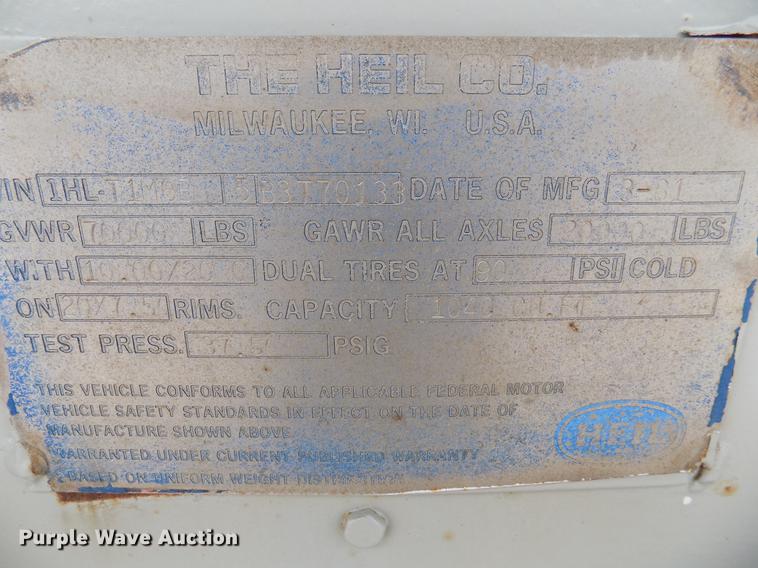 THE HEIL CO.
MILWAUKEE, WI. U.S.A.
1HL- DATE OF MFG 3-81
GVWR 70000 LBS* GAWR ALL AXLES LBS
WITH DUAL TIRES AT PSI COLD
ON RIMS. CAPACITY
TEST PRESS. PSIG
THIS VEHICLE CONFORMS TO ALL APPLICABLE FEDERAL MOTOR
VEHICLE SAFETY STANDARDS IN EFFECT ON THE DATE OF
MANUFACTURE SHOWN ABOVE
WARRANTED UNDER CURRENT PUBLISHED WARRANTY
BASED ON UNIFORM WEIGHT DISTRIBUTION
HEIL
Purple Wave Auction